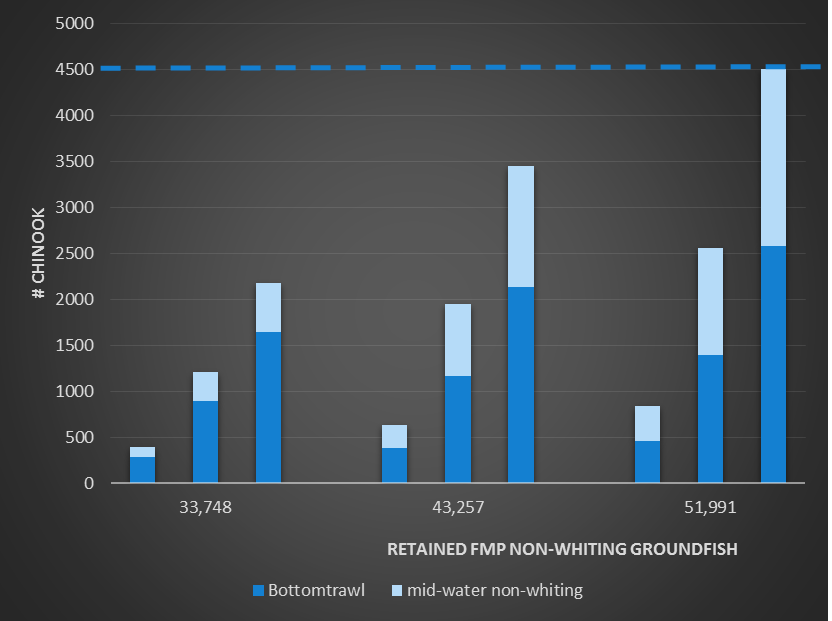 5000
4500
4000
3500
3000
2500
2000
1500
1000
500
0
# CHINOOK
33,748 43,257 51,991
RETAINED FMP NON-WHITING GROUNDFISH
Bottomtrawl mid-water non-whiting